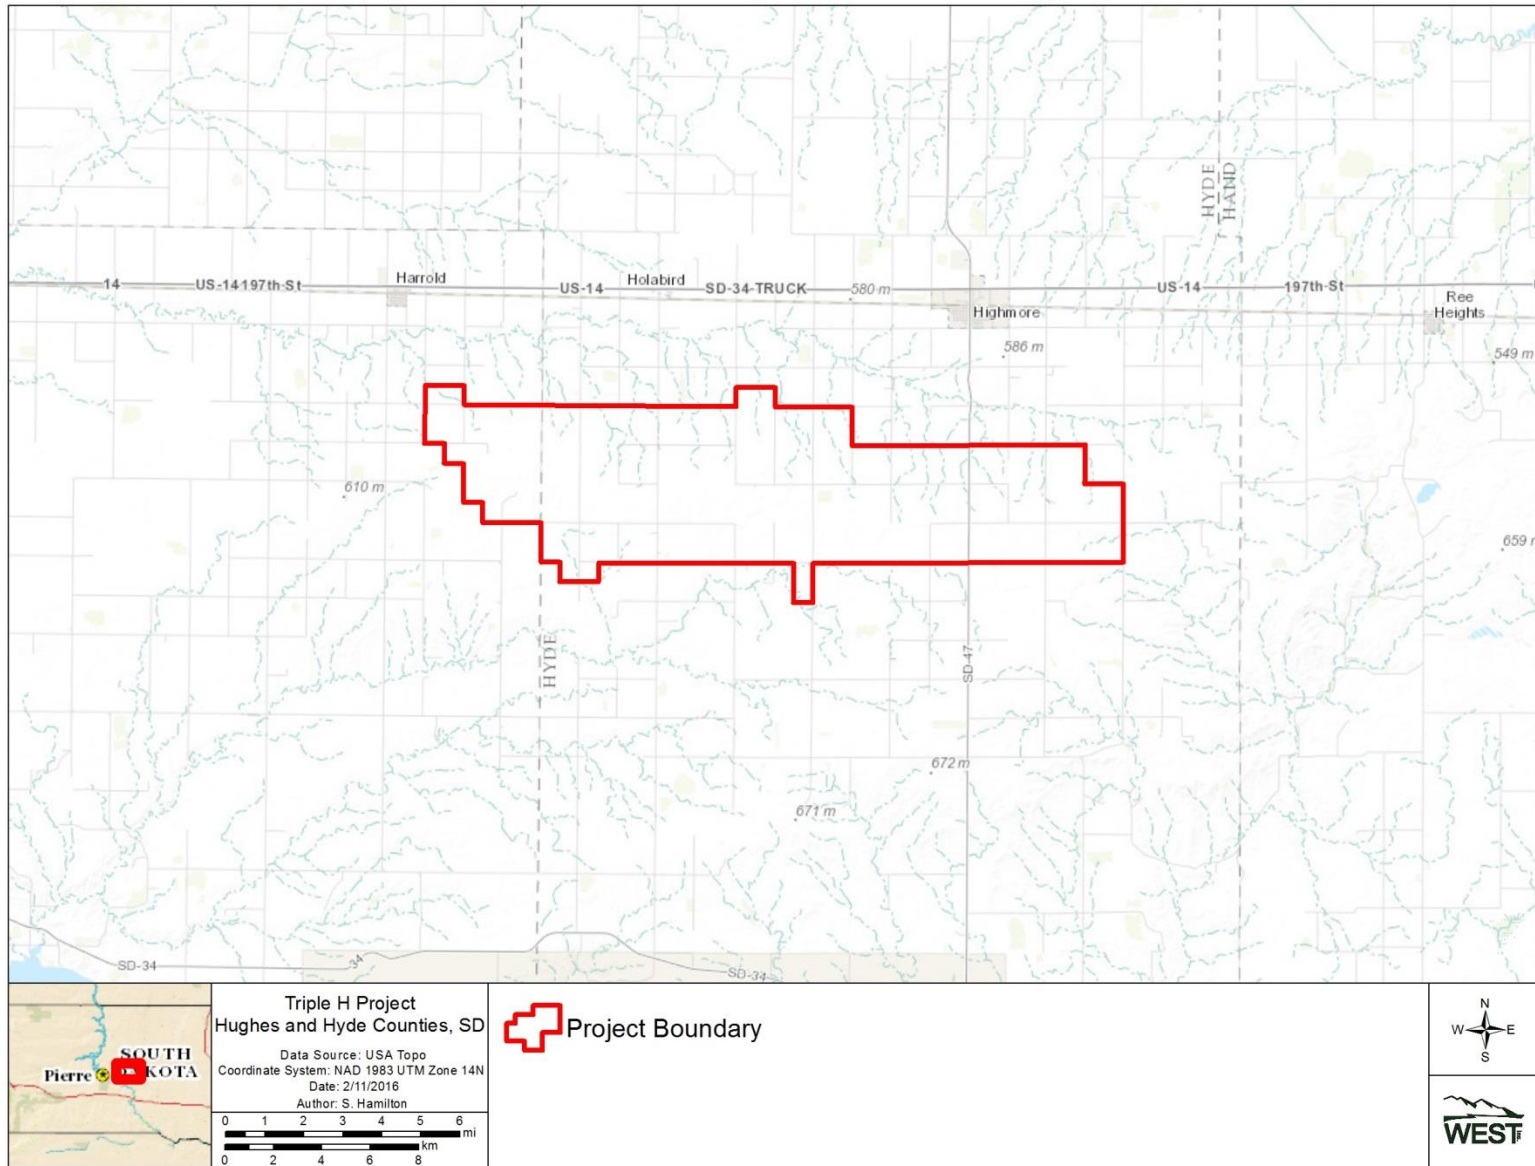 HYDE
HAND
Harrold
14
US-14 197th-St
US-14
Holabird
SD-34-TRUCK
580 m
US-14
197th-St
Ree
Heights
Highmore
586 m
549 m
610 m
659 m
HYDE
SD-47
672 m
671 m
SD-34
34
SD-34
SOUTH
Pierre
KOTA
Triple H Project
Hughes and Hyde Counties, SD
Data Source: USA Topo
Coordinate System: NAD 1983 UTM Zone 14N
Date: 2/11/2016
Author: S. Hamilton
0 1 2 3 4 5 6
mi
km
0 2 4 6 8
Project Boundary
N
W E
S
WEST